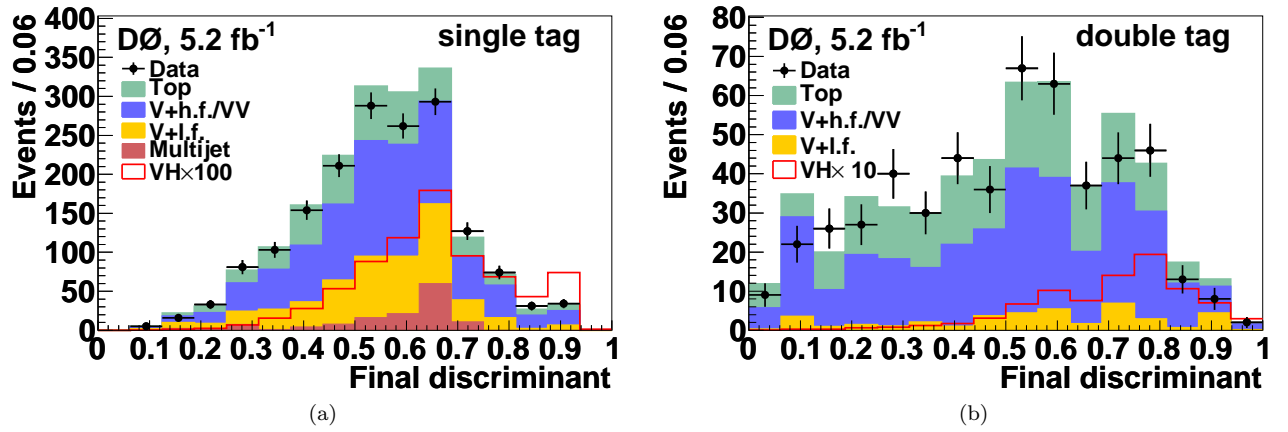 DØ, 5.2 fb⁻¹ single tag
Data
Top
V+h.f./VV
V+l.f.
Multijet
VH×100
Events / 0.06
400
350
300
250
200
150
100
50
0
0 0.1 0.2 0.3 0.4 0.5 0.6 0.7 0.8 0.9 1
Final discriminant
(a)
DØ, 5.2 fb⁻¹ double tag
Data
Top
V+h.f./VV
V+l.f.
VH× 10
Events / 0.06
80
70
60
50
40
30
20
10
0
0 0.1 0.2 0.3 0.4 0.5 0.6 0.7 0.8 0.9 1
Final discriminant
(b)